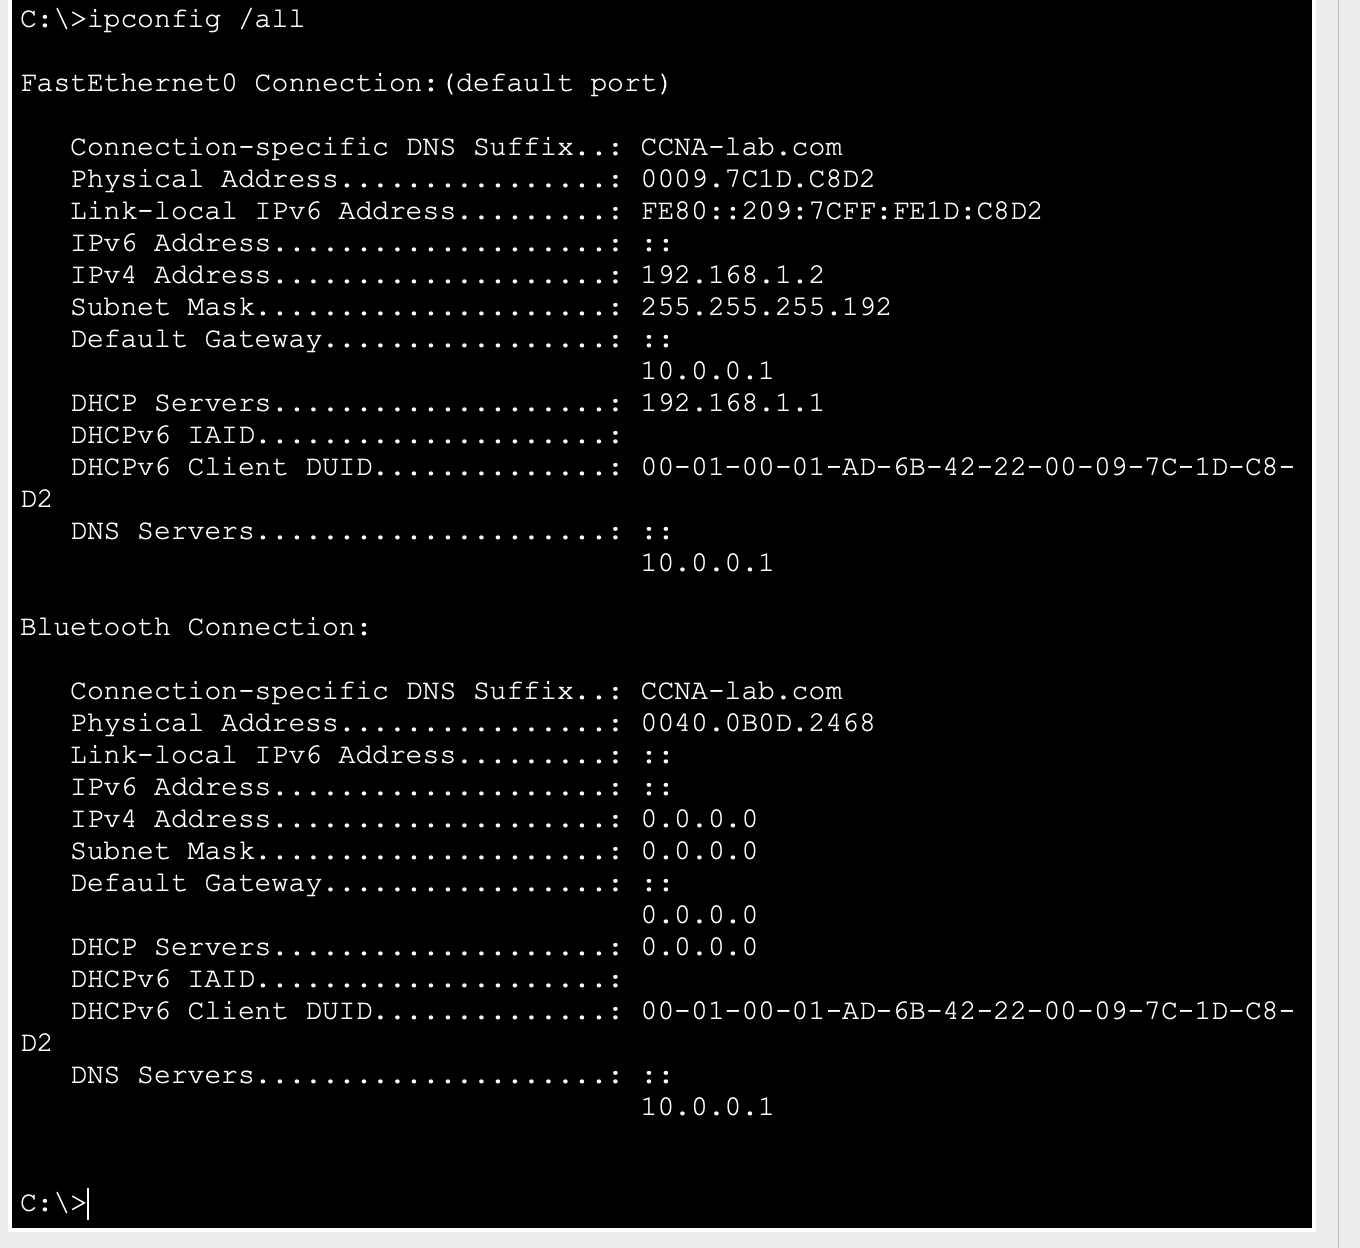 C:\>ipconfig /all
FastEthernet0 Connection:(default port)
Connection-specific DNS Suffix..: CCNA-lab.com
Physical Address................: 0009.7C1D.C8D2
Link-local IPv6 Address.........: FE80::209:7CFF:FE1D:C8D2
IPv6 Address....................: ::
IPv4 Address....................: 192.168.1.2
Subnet Mask.....................: 255.255.255.192
Default Gateway.................: ::
10.0.0.1
DHCP Servers....................: 192.168.1.1
DHCPv6 IAID.....................:
DHCPv6 Client DUID..............: 00-01-00-01-AD-6B-42-22-00-09-7C-1D-C8-
D2
DNS Servers.....................: ::
10.0.0.1
Bluetooth Connection:
Connection-specific DNS Suffix..: CCNA-lab.com
Physical Address................: 0040.0B0D.2468
Link-local IPv6 Address.........: ::
IPv6 Address....................: ::
IPv4 Address....................: 0.0.0.0
Subnet Mask.....................: 0.0.0.0
Default Gateway.................: ::
0.0.0.0
DHCP Servers....................: 0.0.0.0
DHCPv6 IAID.....................:
DHCPv6 Client DUID..............: 00-01-00-01-AD-6B-42-22-00-09-7C-1D-C8-
D2
DNS Servers.....................: ::
10.0.0.1
C:\>